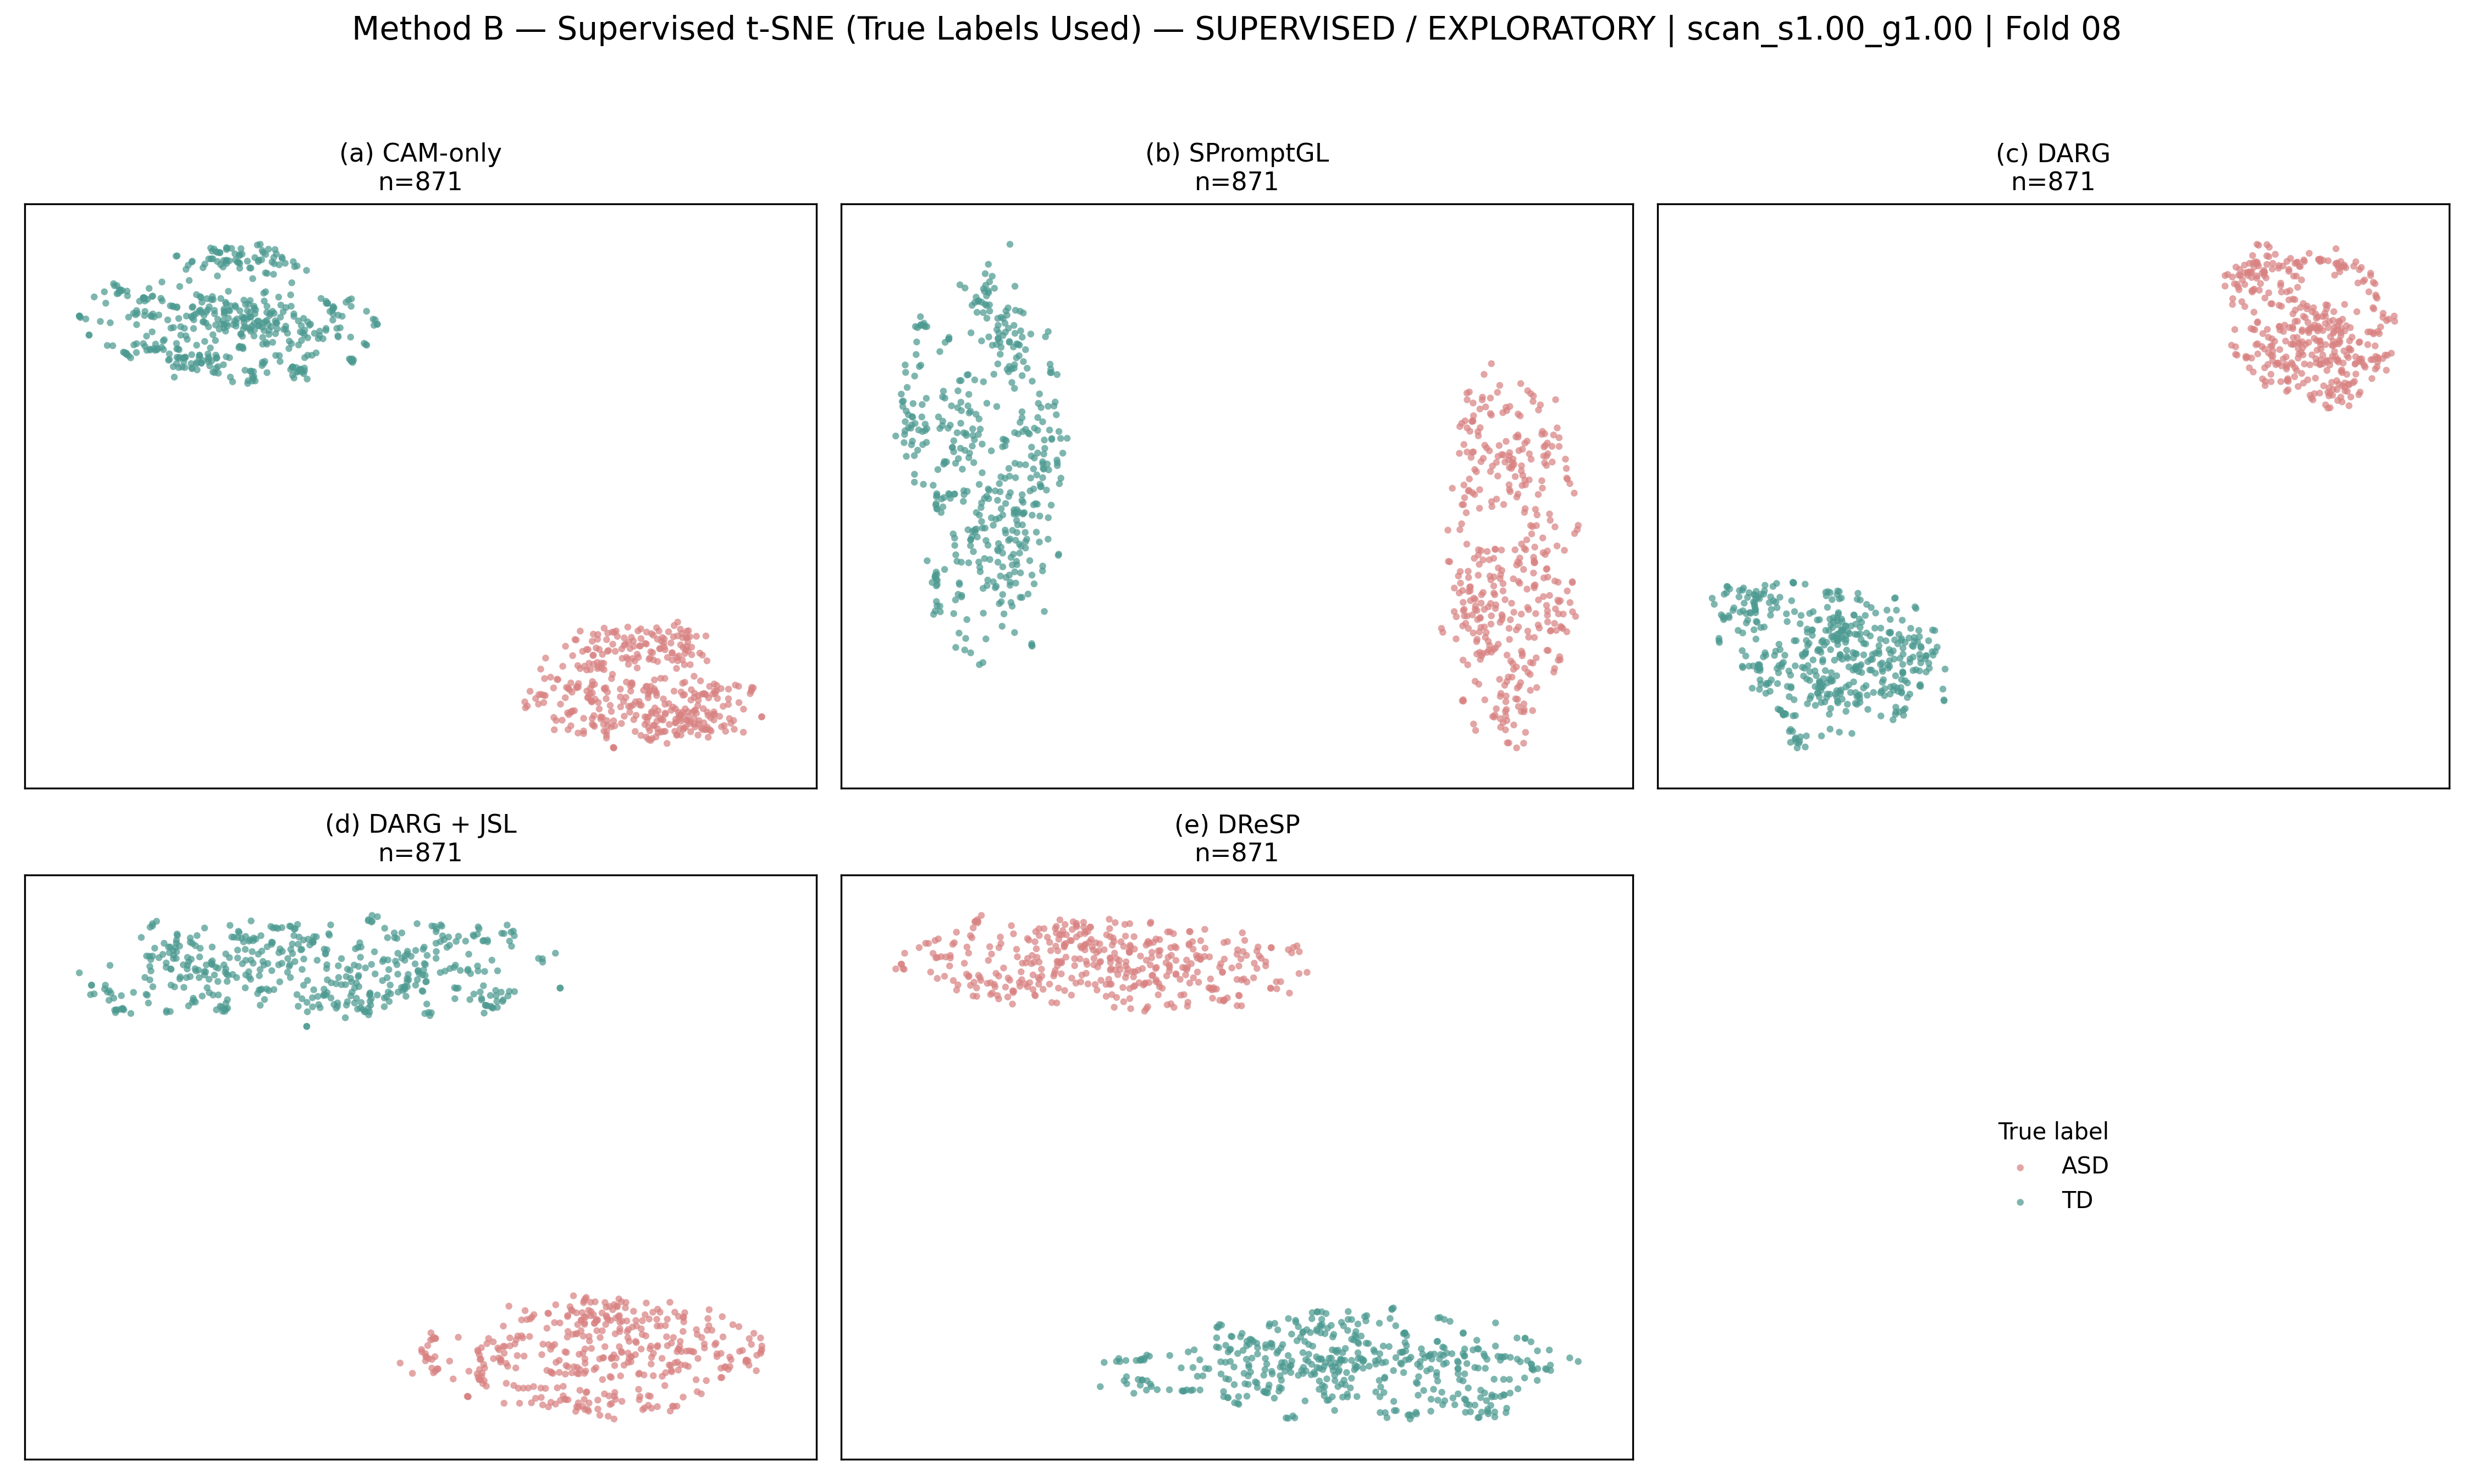 Method B — Supervised t-SNE (True Labels Used) — SUPERVISED / EXPLORATORY | scan_s1.00_g1.00 | Fold 08
(a) CAM-only
n=871
(b) SPromptGL
n=871
(c) DARG
n=871
(d) DARG + JSL
n=871
(e) DReSP
n=871
True label
ASD
TD